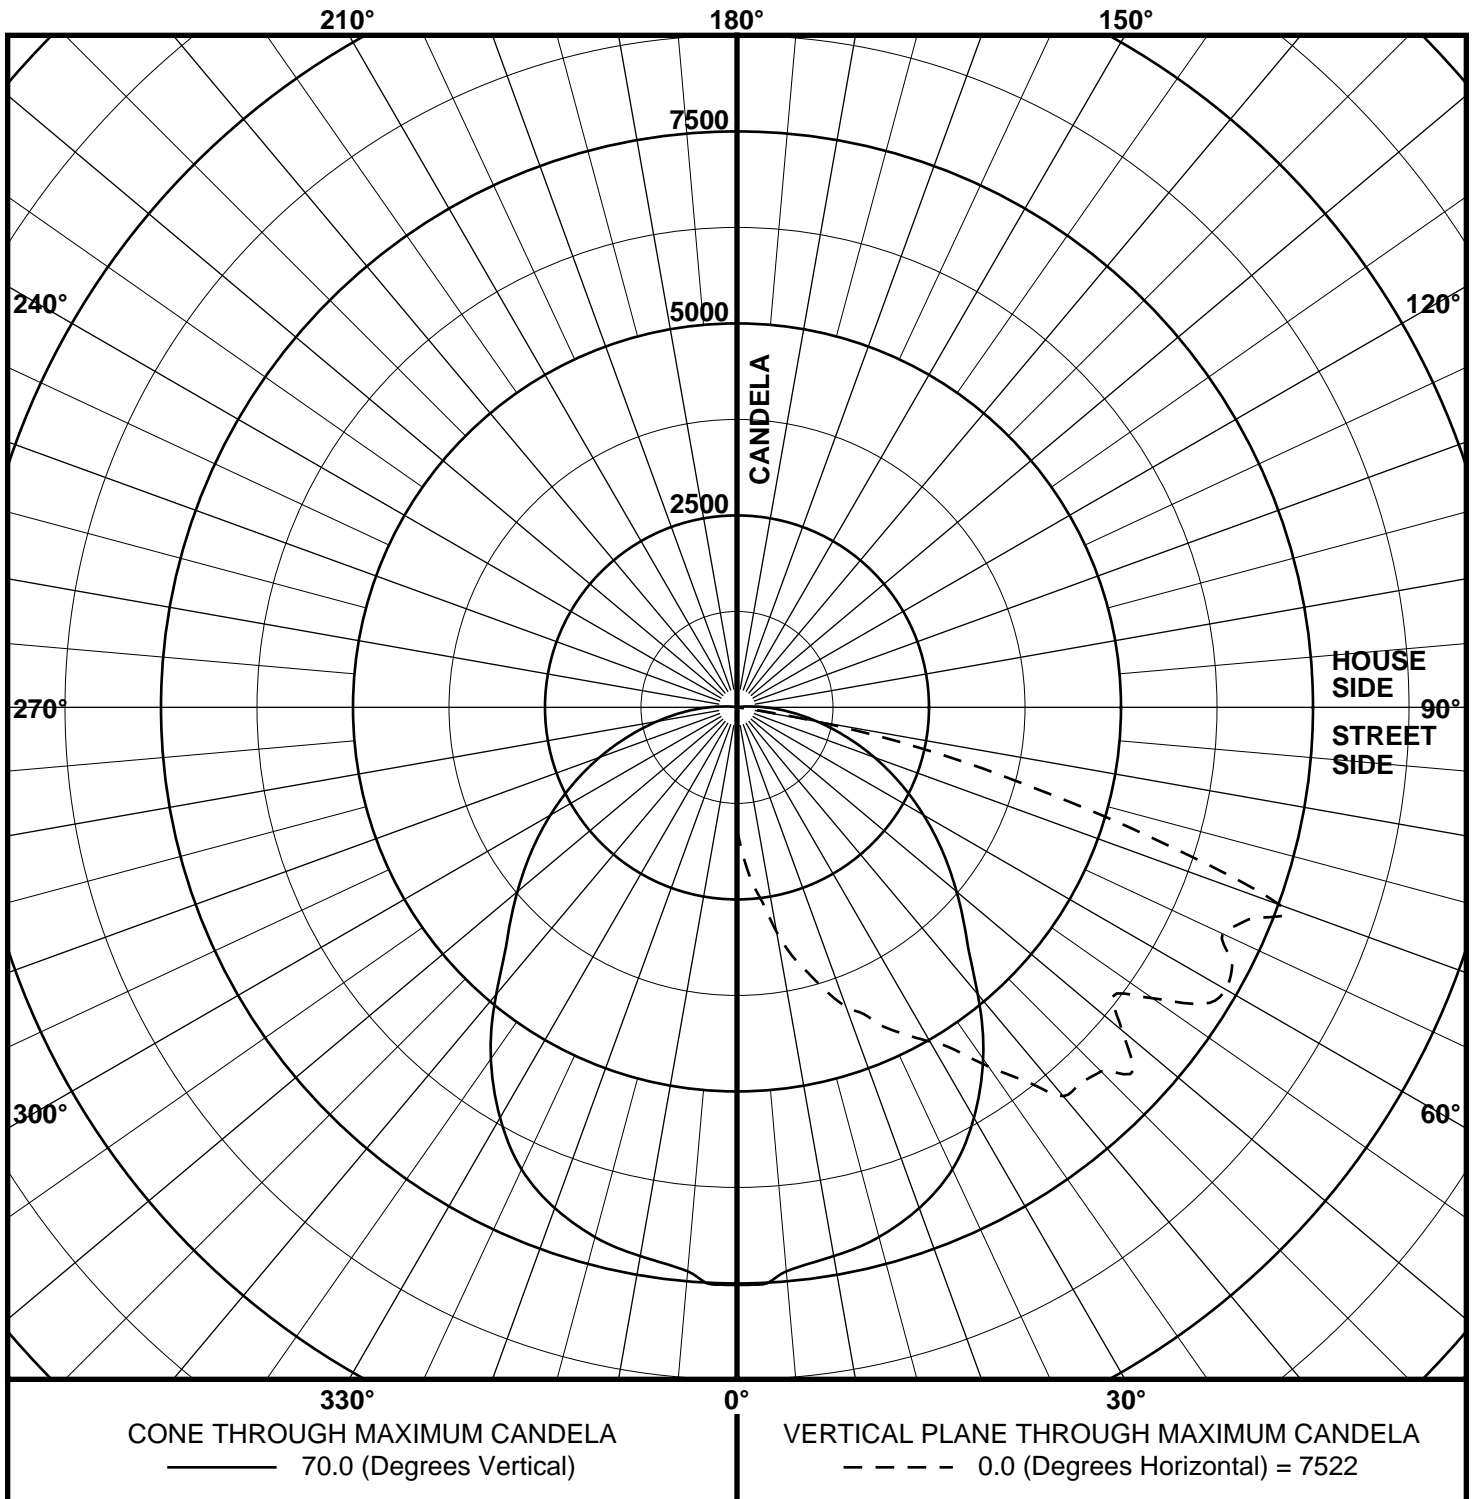 210°
180°
150°
7500
240°
120°
5000
CANDELA
2500
HOUSE
SIDE
270°
90°
STREET
SIDE
300°
60°
330°
0°
30°
CONE THROUGH MAXIMUM CANDELA
70.0 (Degrees Vertical)
VERTICAL PLANE THROUGH MAXIMUM CANDELA
0.0 (Degrees Horizontal) = 7522